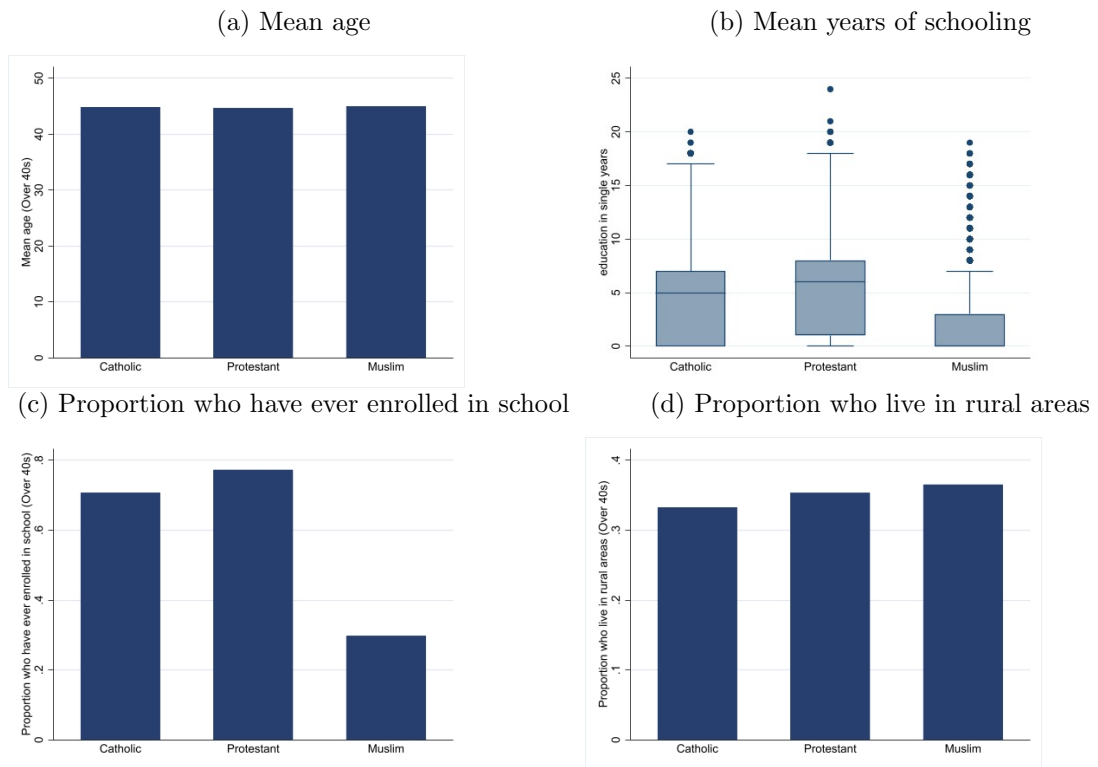 (a) Mean age
Mean age (Over 40s)
50
40
30
20
10
0
Catholic Protestant Muslim
(b) Mean years of schooling
education in single years
25
20
15
10
5
0
Catholic Protestant Muslim
(c) Proportion who have ever enrolled in school
Proportion who have ever enrolled in school (Over 40s)
.8
.6
.4
.2
0
Catholic Protestant Muslim
(d) Proportion who live in rural areas
Proportion who live in rural areas (Over 40s)
.4
.3
.2
.1
0
Catholic Protestant Muslim